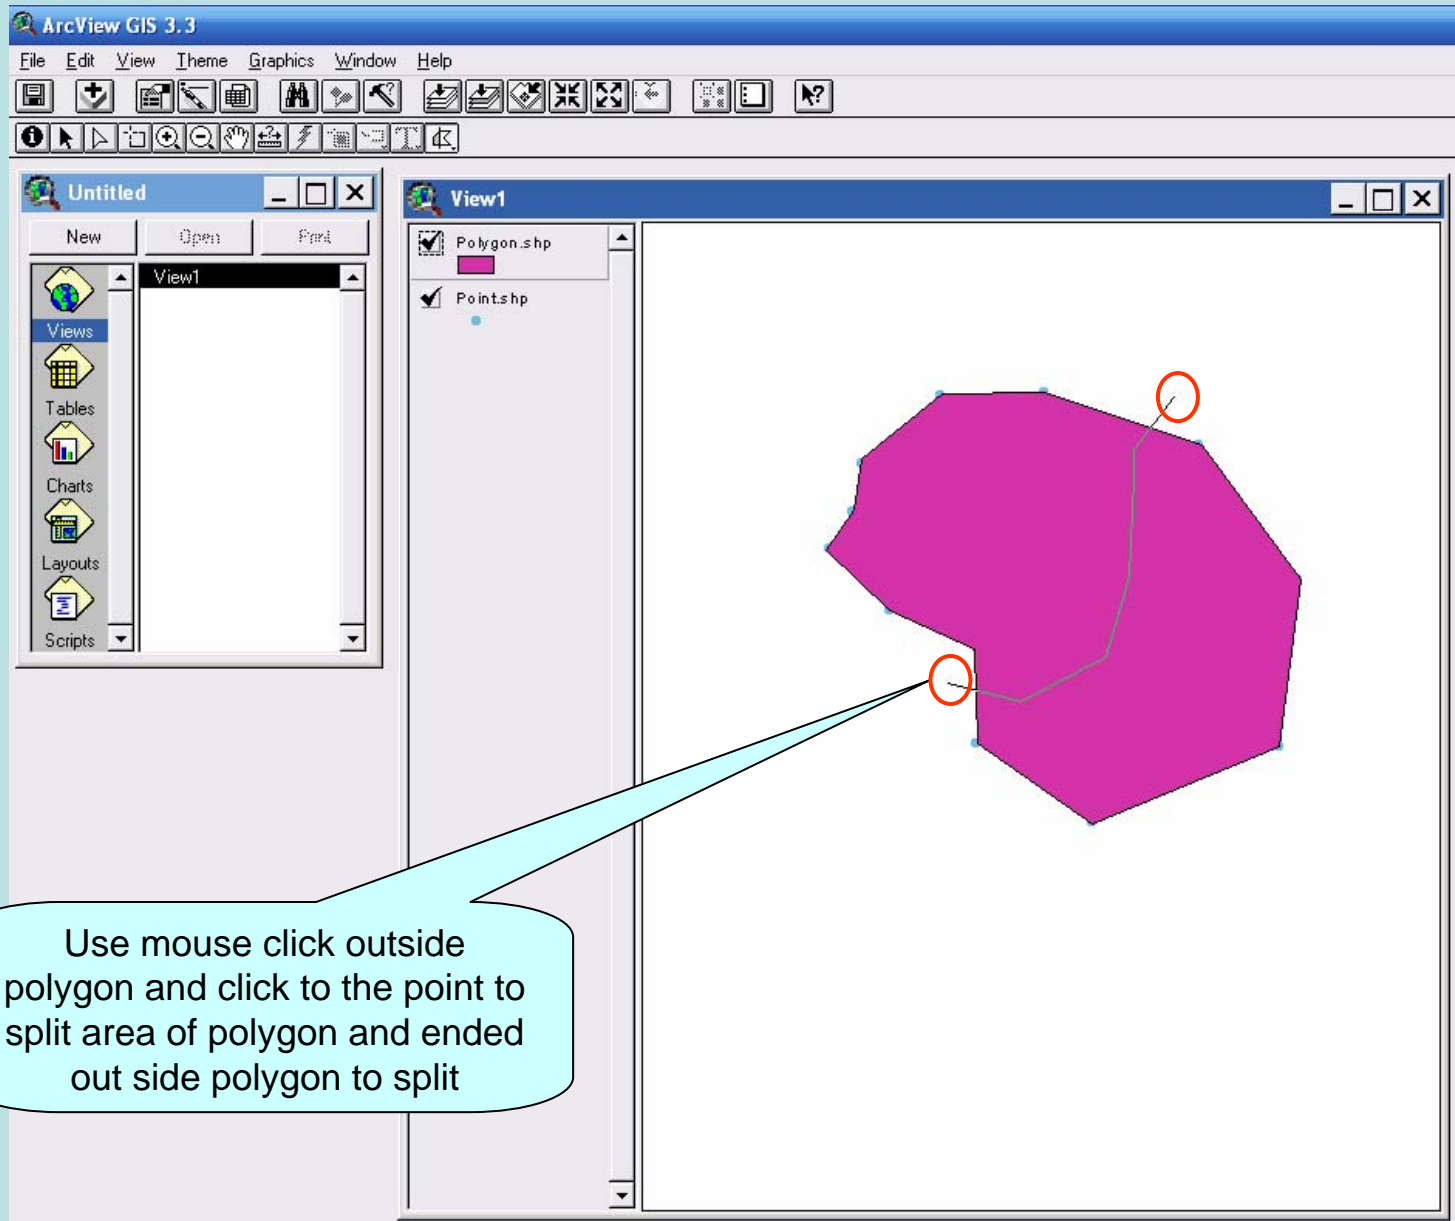 ArcView GIS 3.3
File Edit View Theme Graphics Window Help
Untitled
New Open Print
View1
Views
Tables
Charts
Layouts
Scripts
View1
Polygon.shp
Point.shp
Use mouse click outside
polygon and click to the point to
split area of polygon and ended
out side polygon to split